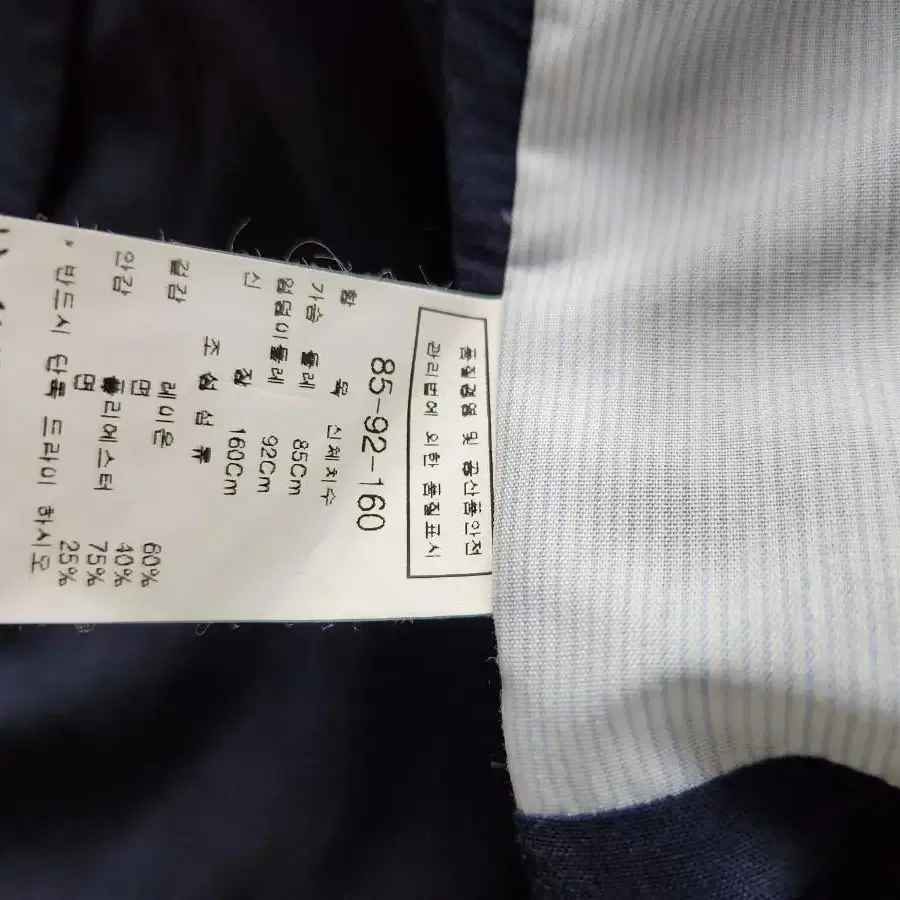 품질경영 및 공산품안전
관리법에 의한 품질표시
85-92-160
항 목 신체치수
가슴 둘레 85Cm
엉덩이둘레 92Cm
신 장 160Cm
조 성 섬 유
겉감 레이온 60%
면 40%
안감 폴리에스터 75%
면 25%
* 반드시 단독 드라이 하시오